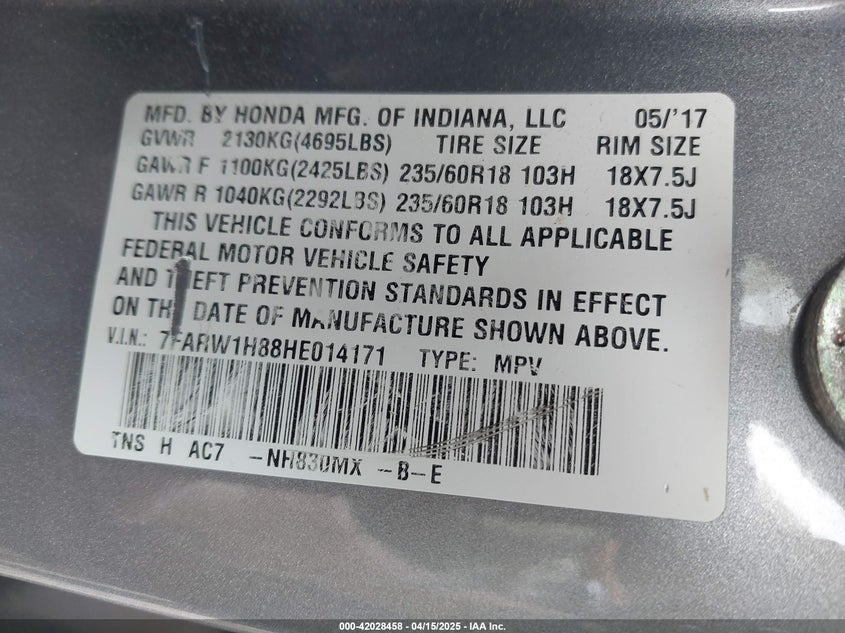 MFD. BY HONDA MFG. OF INDIANA, LLC 05/'17
GVWR 2130KG(4695LBS) TIRE SIZE RIM SIZE
GAWR F 1100KG(2425LBS) 235/60R18 103H 18X7.5J
GAWR R 1040KG(2292LBS) 235/60R18 103H 18X7.5J
THIS VEHICLE CONFORMS TO ALL APPLICABLE
FEDERAL MOTOR VEHICLE SAFETY
AND THEFT PREVENTION STANDARDS IN EFFECT
ON THE DATE OF MANUFACTURE SHOWN ABOVE.
V.I.N.: 7FARW1H88HE014171 TYPE: MPV
TNS H AC7 -NH830MX --B-E
000-42028458 - 04/15/2025 - IAA Inc.